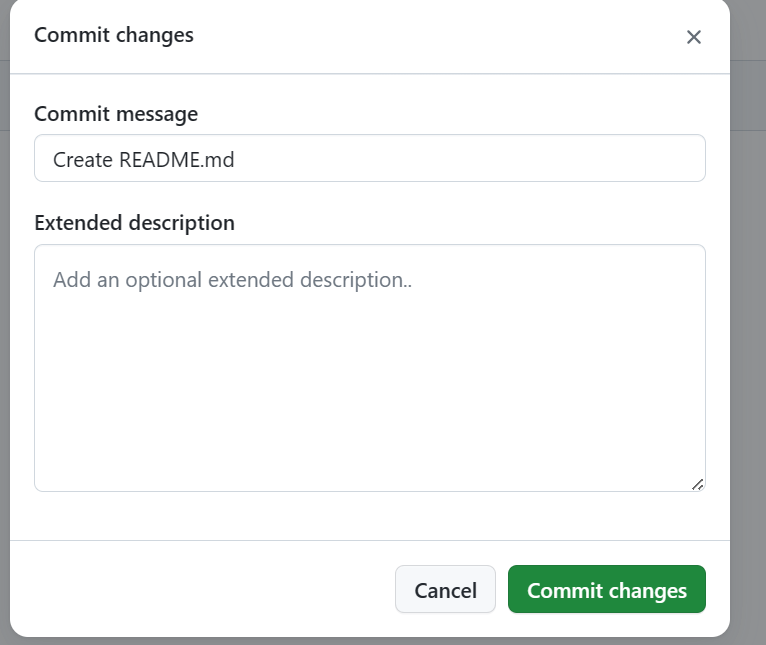 Commit changes
Commit message
Create README.md
Extended description
Add an optional extended description..
Cancel
Commit changes